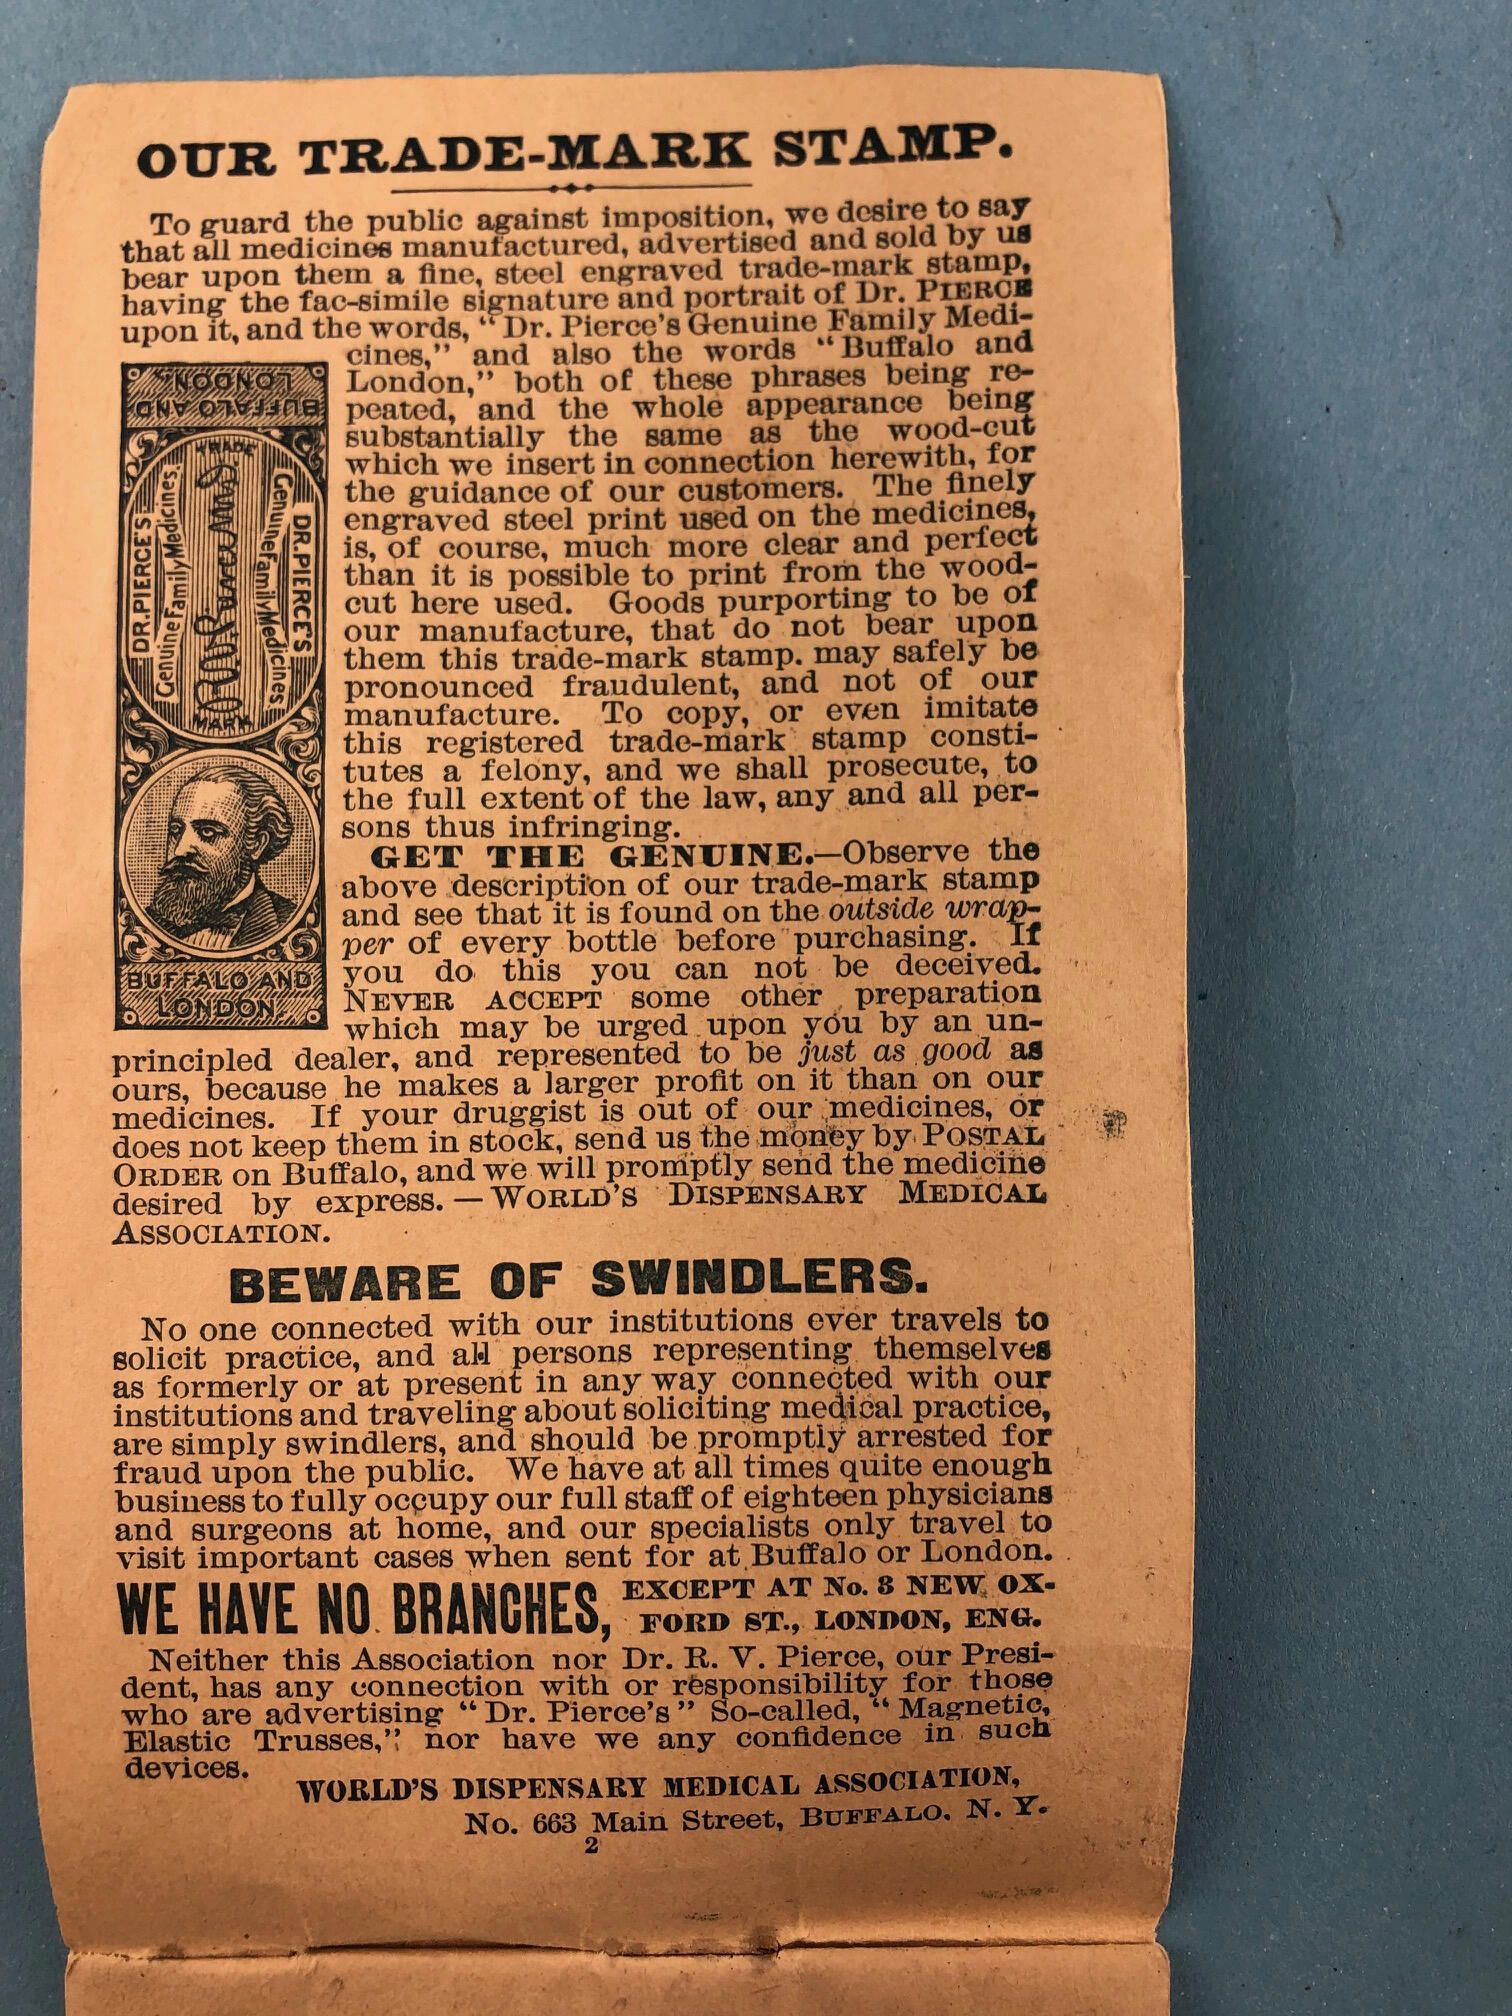 OUR TRADE-MARK STAMP.
To guard the public against imposition, we desire to say
that all medicines manufactured, advertised and sold by us
bear upon them a fine, steel engraved trade-mark stamp,
having the fac-simile signature and portrait of Dr. PIERCE
upon it, and the words, "Dr. Pierce's Genuine Family Medi-
cines," and also the words "Buffalo and
London," both of these phrases being re-
peated, and the whole appearance being
substantially the same as the wood-cut
which we insert in connection herewith, for
the guidance of our customers. The finely
engraved steel print used on the medicines,
is, of course, much more clear and perfect
than it is possible to print from the wood-
cut here used. Goods purporting to be of
our manufacture, that do not bear upon
them this trade-mark stamp. may safely be
pronounced fraudulent, and not of our
manufacture. To copy, or even imitate
this registered trade-mark stamp consti-
tutes a felony, and we shall prosecute, to
the full extent of the law, any and all per-
sons thus infringing.
GET THE GENUINE.—Observe the
above description of our trade-mark stamp
and see that it is found on the outside wrap-
per of every bottle before purchasing. If
you do this you can not be deceived.
NEVER ACCEPT some other preparation
which may be urged upon you by an un-
principled dealer, and represented to be just as good as
ours, because he makes a larger profit on it than on our
medicines. If your druggist is out of our medicines, or
does not keep them in stock, send us the money by POSTAL
ORDER on Buffalo, and we will promptly send the medicine
desired by express. — WORLD'S DISPENSARY MEDICAL
ASSOCIATION.
BUFFALO AND
LONDON.
TRADE
DR. PIERCE'S
Genuine Family Medicines
DR. PIERCE'S
Genuine Family Medicines
MARK
BUFFALO AND
LONDON.
BEWARE OF SWINDLERS.
No one connected with our institutions ever travels to
solicit practice, and all persons representing themselves
as formerly or at present in any way connected with our
institutions and traveling about soliciting medical practice,
are simply swindlers, and should be promptly arrested for
fraud upon the public. We have at all times quite enough
business to fully occupy our full staff of eighteen physicians
and surgeons at home, and our specialists only travel to
visit important cases when sent for at Buffalo or London.
WE HAVE NO BRANCHES, EXCEPT AT No. 3 NEW OX-
FORD ST., LONDON, ENG.
Neither this Association nor Dr. R. V. Pierce, our Presi-
dent, has any connection with or responsibility for those
who are advertising "Dr. Pierce's" So-called, "Magnetic,
Elastic Trusses," nor have we any confidence in such
devices.
WORLD'S DISPENSARY MEDICAL ASSOCIATION,
No. 663 Main Street, BUFFALO. N. Y.
2